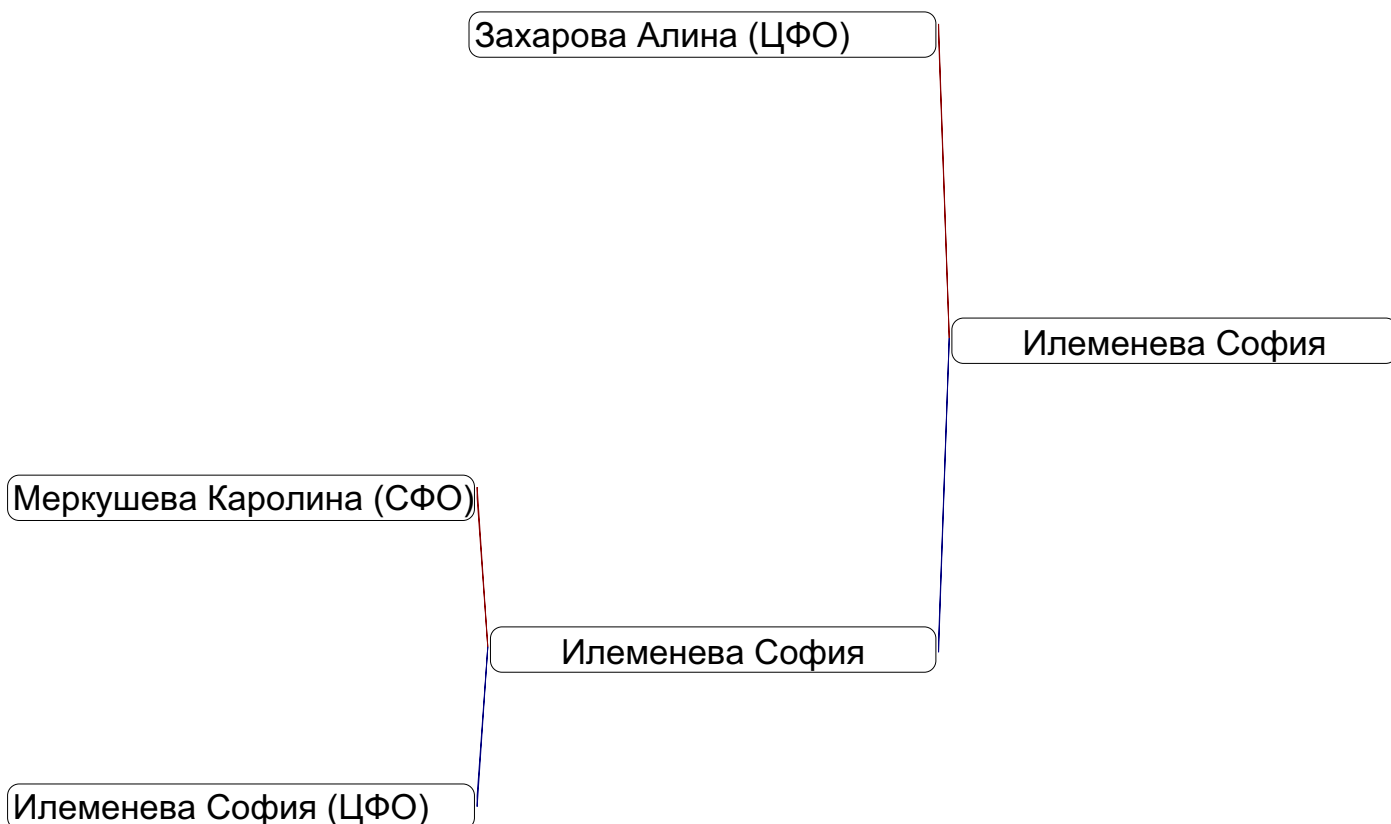 Захарова Алина (ЦФО)
Илеменева София
Меркушева Каролина (СФО)
Илеменева София
Илеменева София (ЦФО)